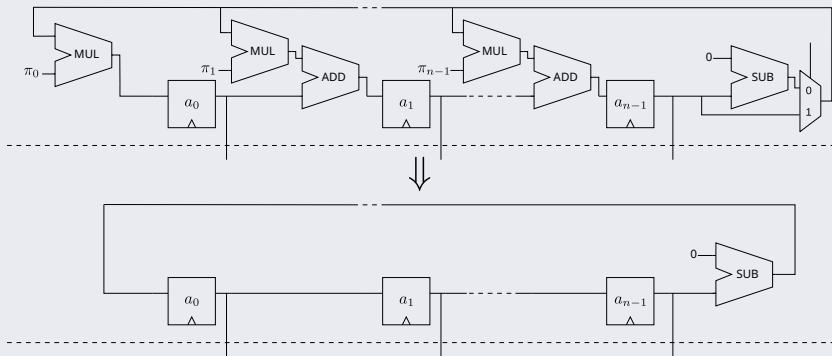 MUL
π₀
a₀
MUL
π₁
ADD
a₁
MUL
πₙ₋₁
ADD
aₙ₋₁
0
SUB
0
1
⇓
a₀
a₁
aₙ₋₁
0
SUB